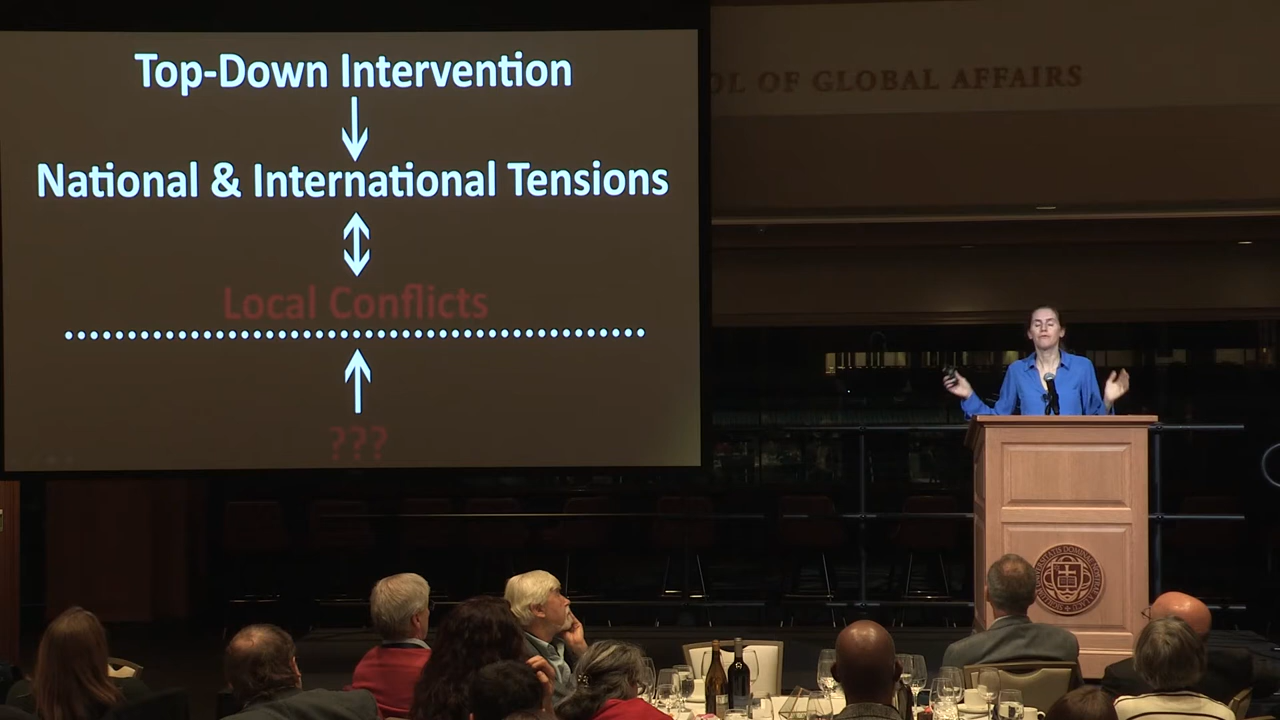 Top-Down Intervention
National & International Tensions
Local Conflicts
???
OL OF GLOBAL AFFAIRS